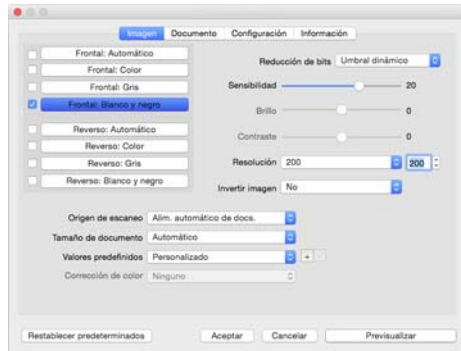 Imagen Documento Configuración Información
Frontal: Automático
Frontal: Color
Frontal: Gris
Frontal: Blanco y negro
Reverso: Automático
Reverso: Color
Reverso: Gris
Reverso: Blanco y negro
Reducción de bits Umbral dinámico
Sensibilidad 20
Brillo 0
Contraste 0
Resolución 200 200
Invertir imagen No
Origen de escaneo Alim. automático de docs.
Tamaño de documento Automático
Valores predefinidos Personalizado + -
Corrección de color Ninguno
Restablecer predeterminados Aceptar Cancelar Previsualizar